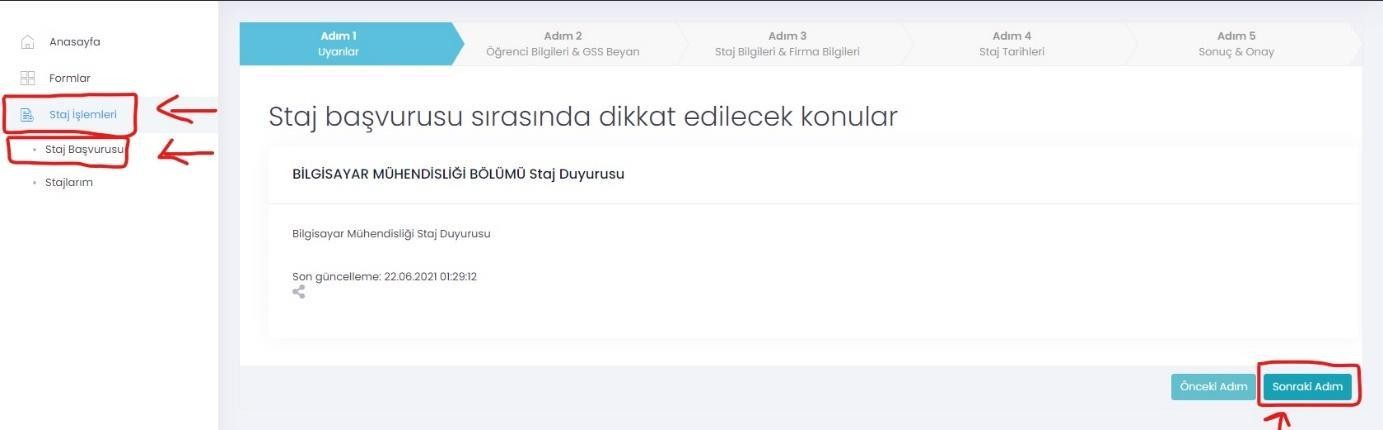 Anasayfa
Formlar
Staj İşlemleri
Staj Başvurusu
Stajlarım
Adım 1
Uyarılar
Adım 2
Öğrenci Bilgileri & GSS Beyan
Adım 3
Staj Bilgileri & Firma Bilgileri
Adım 4
Staj Tarihleri
Adım 5
Sonuç & Onay
Staj başvurusu sırasında dikkat edilecek konular
BİLGİSAYAR MÜHENDİSLİĞİ BÖLÜMÜ Staj Duyurusu
Bilgisayar Mühendisliği Staj Duyurusu
Son güncelleme: 22.06.2021 01:29:12
Önceki Adım
Sonraki Adım